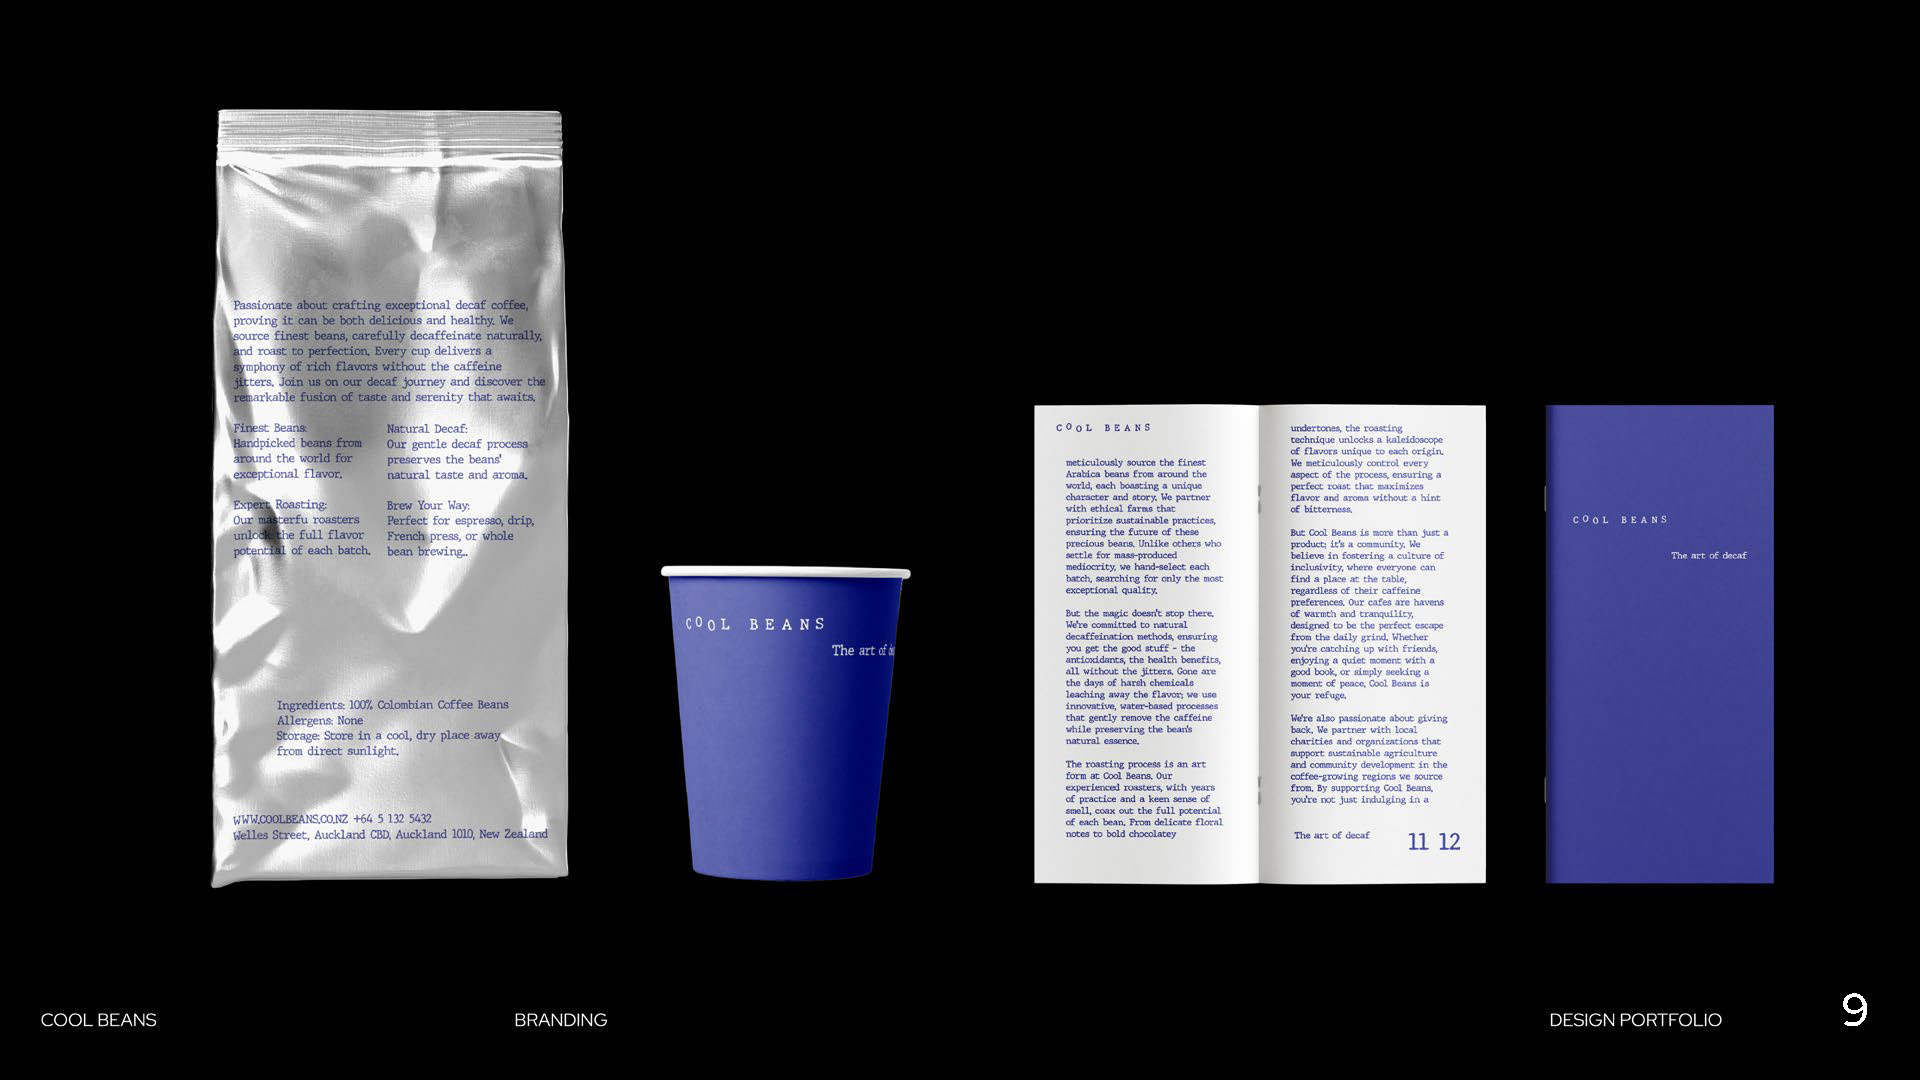 Passionate about crafting exceptional decaf coffee,
proving it can be both delicious and healthy. We
source finest beans, carefully decaffeinate naturally,
and roast to perfection. Every cup delivers a
symphony of rich flavors without the caffeine
jitters. Join us on our decaf journey and discover the
remarkable fusion of taste and serenity that awaits.
Finest Beans:
Handpicked beans from
around the world for
exceptional flavor.
Natural Decaf:
Our gentle decaf process
preserves the beans'
natural taste and aroma.
Expert Roasting:
Our masterfu roasters
unlock the full flavor
potential of each batch.
Brew Your Way:
Perfect for espresso, drip,
French press, or whole
bean brewing..
Ingredients: 100% Colombian Coffee Beans
Allergens: None
Storage: Store in a cool, dry place away
from direct sunlight.
WWW.COOLBEANS.CO.NZ +64 5 132 5432
Welles Street, Auckland CBD, Auckland 1010, New Zealand
COOL BEANS
The art of
COOL BEANS
meticulously source the finest
Arabica beans from around the
world, each boasting a unique
character and story. We partner
with ethical farms that
prioritize sustainable practices,
ensuring the future of these
precious beans. Unlike others who
settle for mass-produced
mediocrity, we hand-select each
batch, searching for only the most
exceptional quality.
But the magic doesn't stop there.
We're committed to natural
decaffeination methods, ensuring
you get the good stuff - the
antioxidants, the health benefits,
all without the jitters. Gone are
the days of harsh chemicals
leaching away the flavor; we use
innovative, water-based processes
that gently remove the caffeine
while preserving the bean's
natural essence.
The roasting process is an art
form at Cool Beans. Our
experienced roasters, with years
of practice and a keen sense of
smell, coax out the full potential
of each bean. From delicate floral
notes to bold chocolatey
undertones, the roasting
technique unlocks a kaleidoscope
of flavors unique to each origin.
We meticulously control every
aspect of the process, ensuring a
perfect roast that maximizes
flavor and aroma without a hint
of bitterness.
But Cool Beans is more than just a
product; it's a community. We
believe in fostering a culture of
inclusivity, where everyone can
find a place at the table,
regardless of their caffeine
preferences. Our cafes are havens
of warmth and tranquility,
designed to be the perfect escape
from the daily grind. Whether
you're catching up with friends,
enjoying a quiet moment with a
good book, or simply seeking a
moment of peace, Cool Beans is
your refuge.
We're also passionate about giving
back. We partner with local
charities and organizations that
support sustainable agriculture
and community development in the
coffee-growing regions we source
from. By supporting Cool Beans,
you're not just indulging in a
The art of decaf
11 12
COOL BEANS
The art of decaf
COOL BEANS
BRANDING
DESIGN PORTFOLIO
9